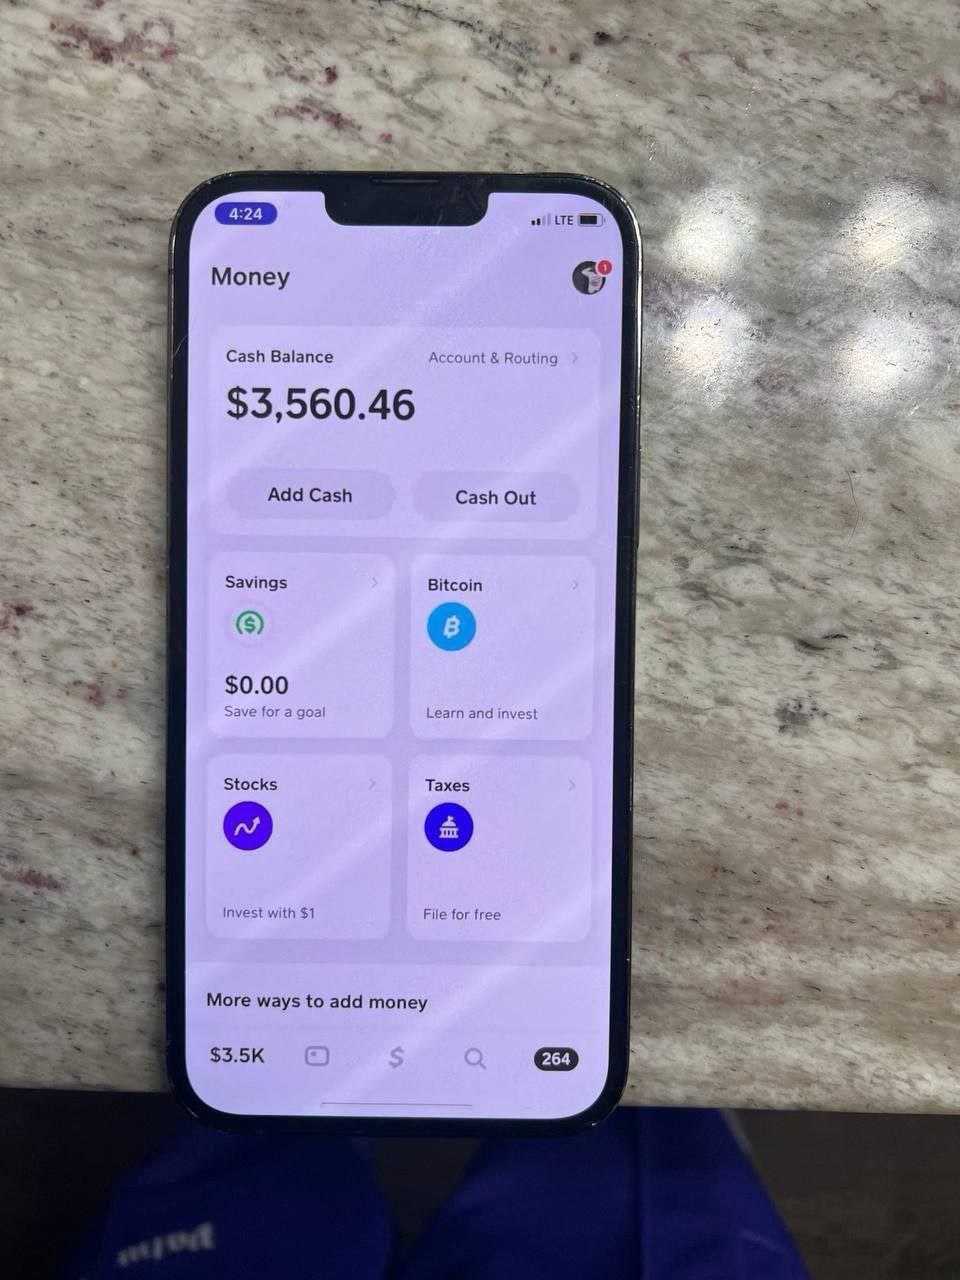 4:24
LTE
Money
1
Cash Balance
Account & Routing
$3,560.46
Add Cash
Cash Out
Savings
Bitcoin
$0.00
Save for a goal
Learn and invest
Stocks
Taxes
Invest with $1
File for free
More ways to add money
$3.5K
$
264